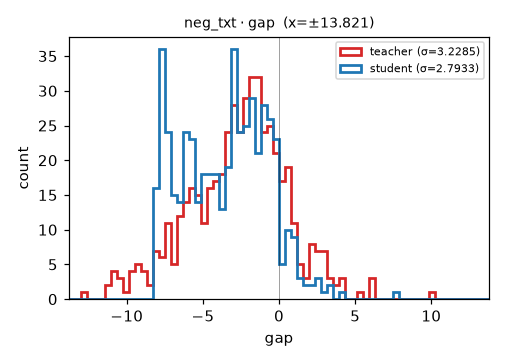 neg_txt · gap (x=±13.821)
teacher (σ=3.2285)
student (σ=2.7933)
count
35
30
25
20
15
10
5
0
−10
−5
0
5
10
gap